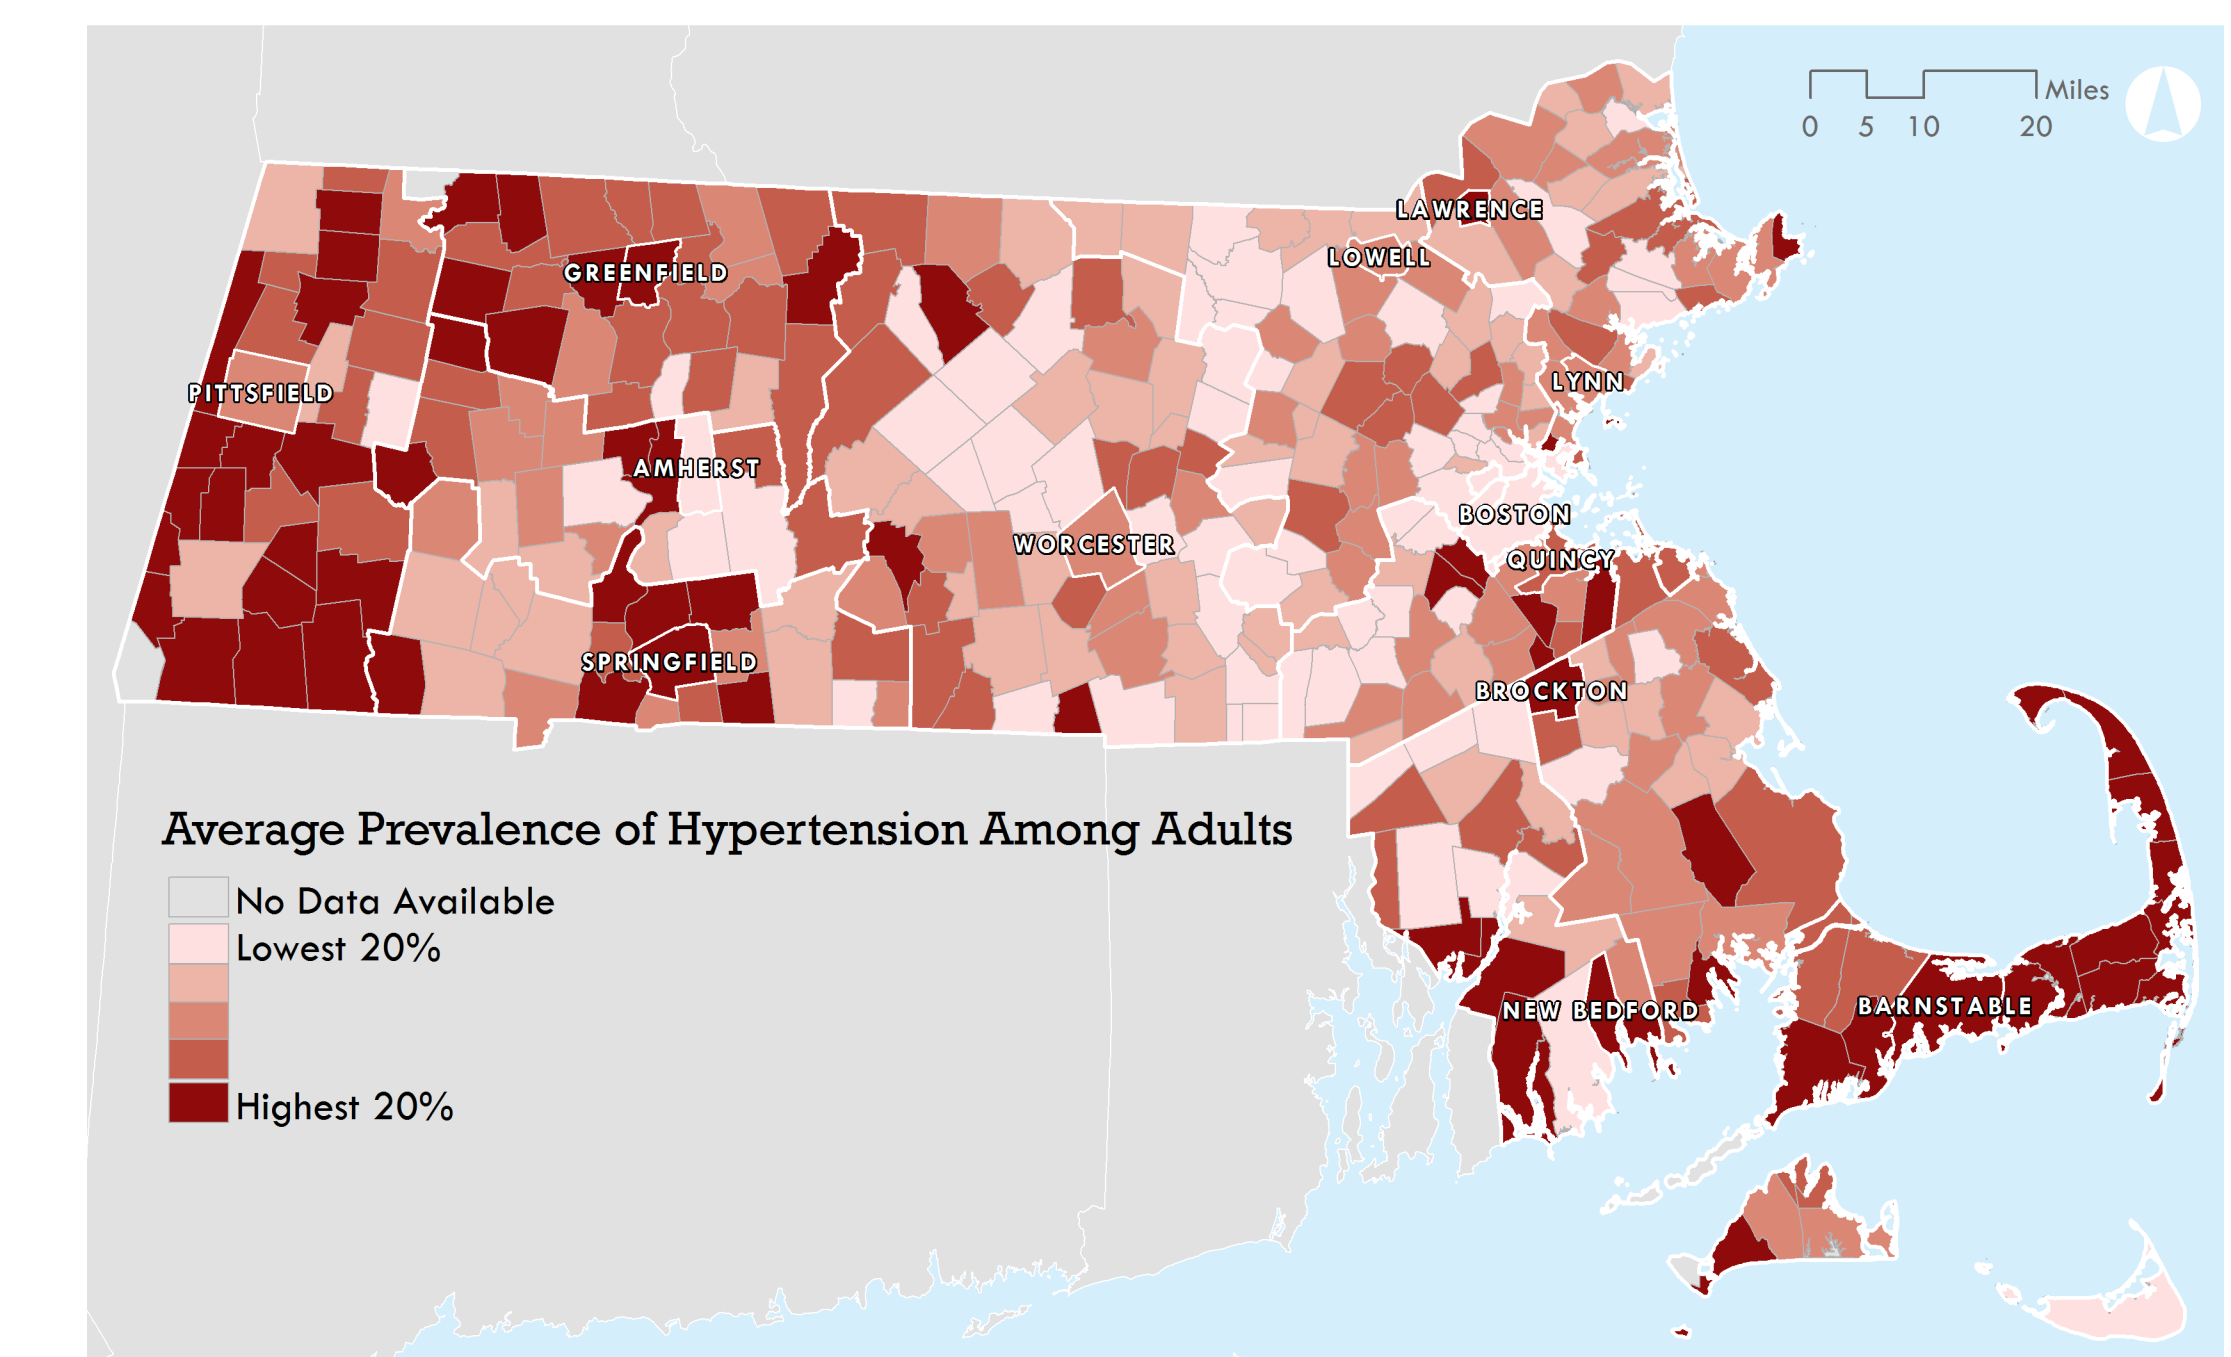 Miles
0 5 10 20
LAWRENCE
LOWELL
GREENFIELD
LYNN
PITTSFIELD
AMHERST
BOSTON
WORCESTER
QUINCY
SPRINGFIELD
BROCKTON
NEW BEDFORD
BARNSTABLE
Average Prevalence of Hypertension Among Adults
No Data Available
Lowest 20%
Highest 20%